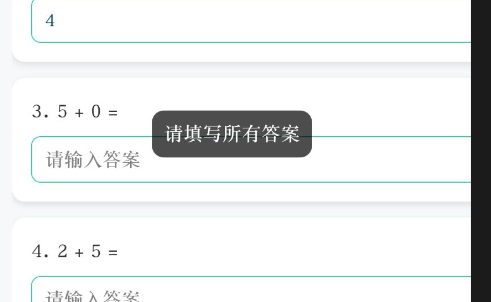 4
3. 5 + 0 =
请填写所有答案
请输入答案
4. 2 + 5 =
请输入答案